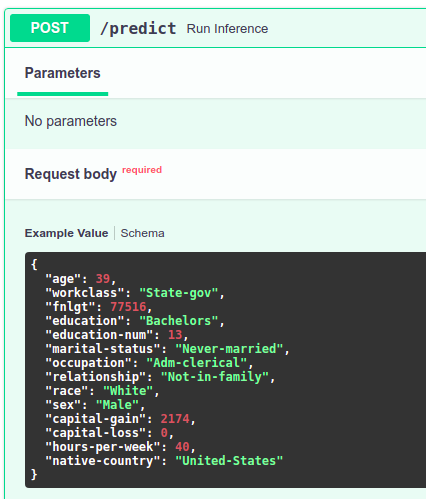 POST /predict Run Inference
Parameters
No parameters
Request body required
Example Value Schema
{
"age": 39,
"workclass": "State-gov",
"fnlgt": 77516,
"education": "Bachelors",
"education-num": 13,
"marital-status": "Never-married",
"occupation": "Adm-clerical",
"relationship": "Not-in-family",
"race": "White",
"sex": "Male",
"capital-gain": 2174,
"capital-loss": 0,
"hours-per-week": 40,
"native-country": "United-States"
}